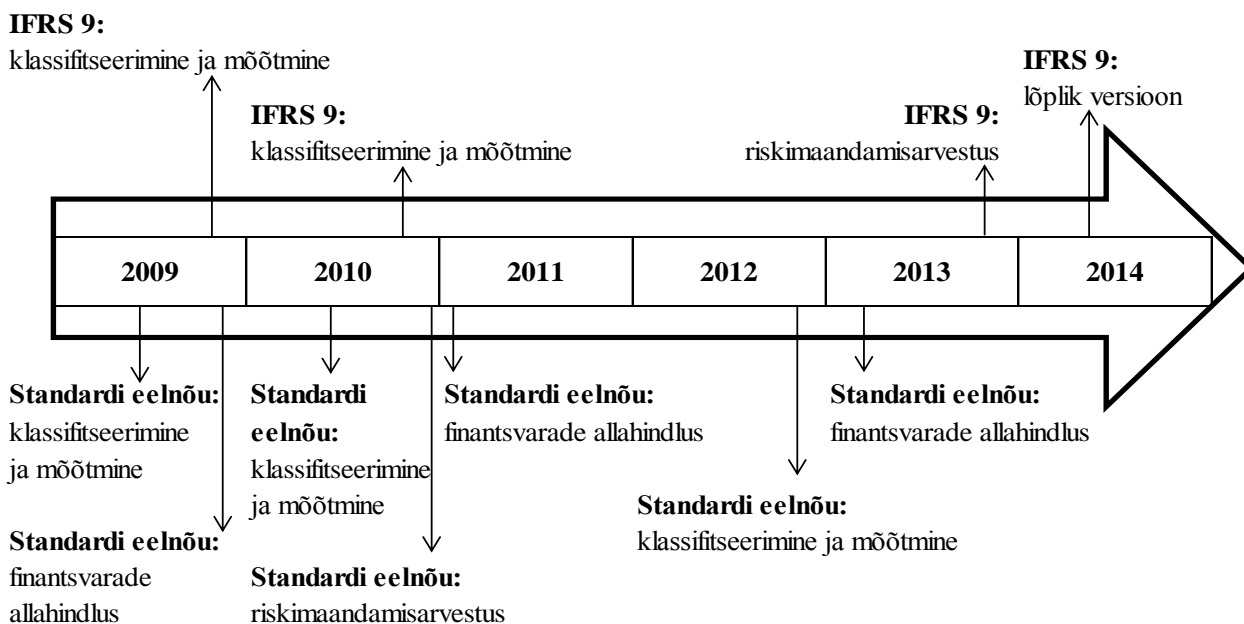 IFRS 9:
klassifitseerimine ja mõõtmine
IFRS 9:
klassifitseerimine ja mõõtmine
IFRS 9:
riskimaandamisarvestus
IFRS 9:
lõplik versioon
2009
2010
2011
2012
2013
2014
Standardi eelnõu:
klassifitseerimine
ja mõõtmine
Standardi eelnõu:
finantsvarade
allahindlus
Standardi
eelnõu:
klassifitseerimine
ja mõõtmine
Standardi eelnõu:
riskimaandamisarvestus
Standardi eelnõu:
finantsvarade allahindlus
Standardi eelnõu:
klassifitseerimine ja mõõtmine
Standardi eelnõu:
finantsvarade allahindlus